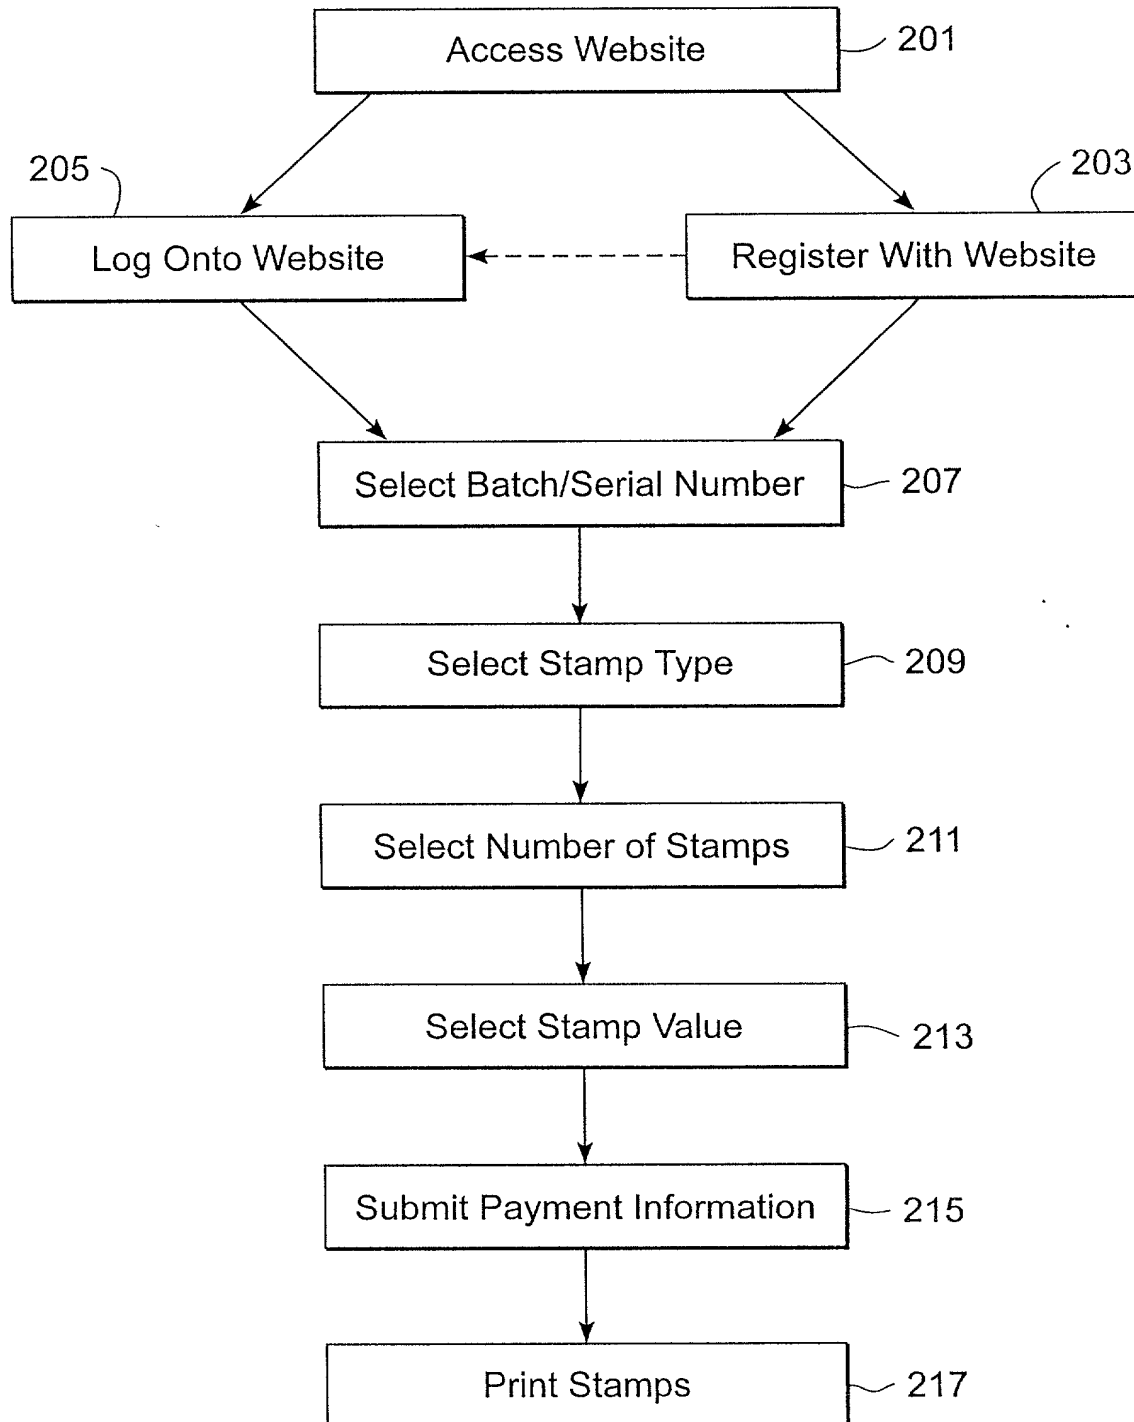 Access Website
201
205
203
Log Onto Website
Register With Website
Select Batch/Serial Number
207
Select Stamp Type
209
Select Number of Stamps
211
Select Stamp Value
213
Submit Payment Information
215
Print Stamps
217